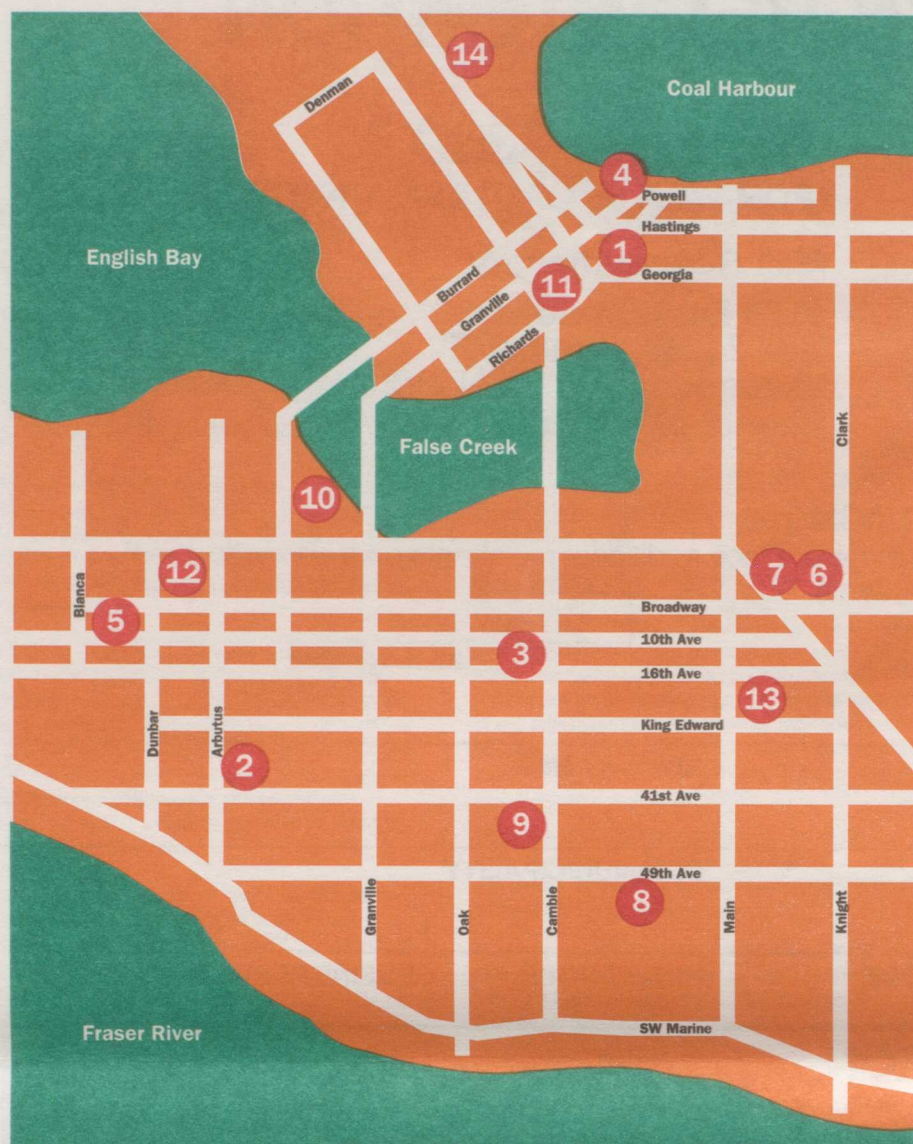 14
Coal Harbour
Denman
4
Powell
Hastings
1
English Bay
Burrard
Georgia
11
Granville
Richards
Clark
False Creek
10
12
7
6
Blanca
Broadway
5
10th Ave
3
16th Ave
13
Dunbar
Arbutus
King Edward
2
41st Ave
9
49th Ave
8
Granville
Oak
Cambie
Main
Knight
Fraser River
SW Marine